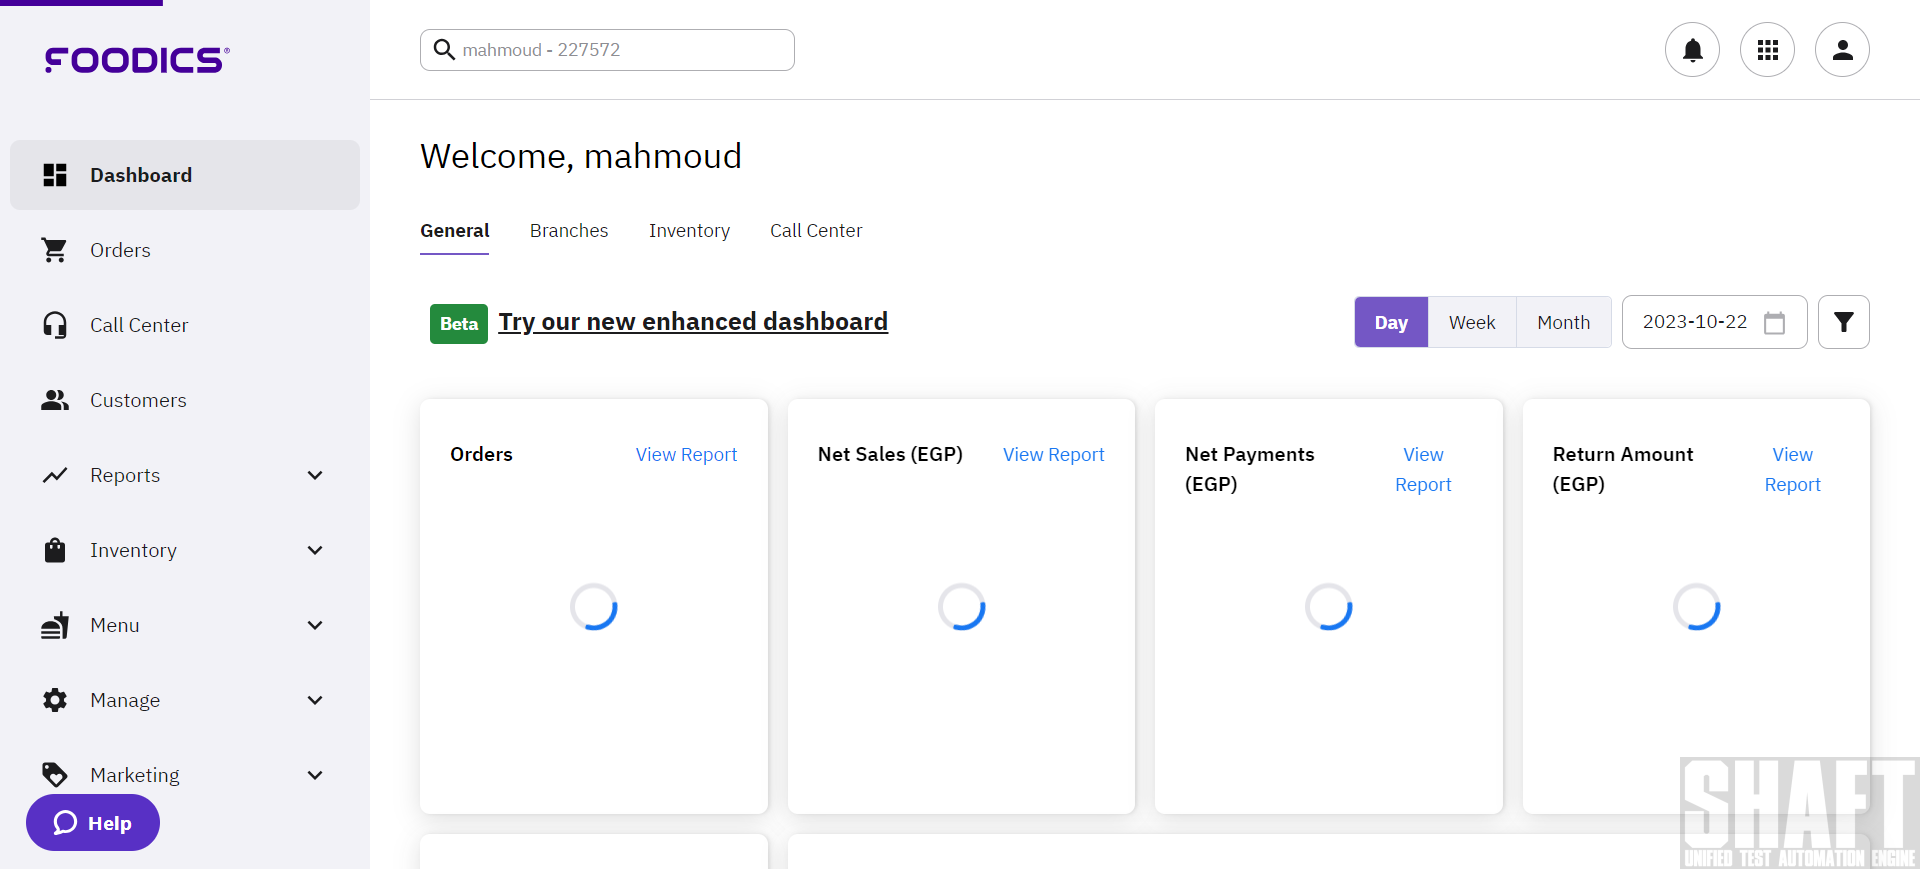 FOODICS®
mahmoud - 227572
Dashboard
Orders
Call Center
Customers
Reports
Inventory
Menu
Manage
Marketing
Help
Welcome, mahmoud
General Branches Inventory Call Center
Beta Try our new enhanced dashboard
Day Week Month 2023-10-22
Orders View Report
Net Sales (EGP) View Report
Net Payments (EGP)
View Report
Return Amount (EGP)
View Report
SHAFT
UNIFIED TEST AUTOMATION ENGINE